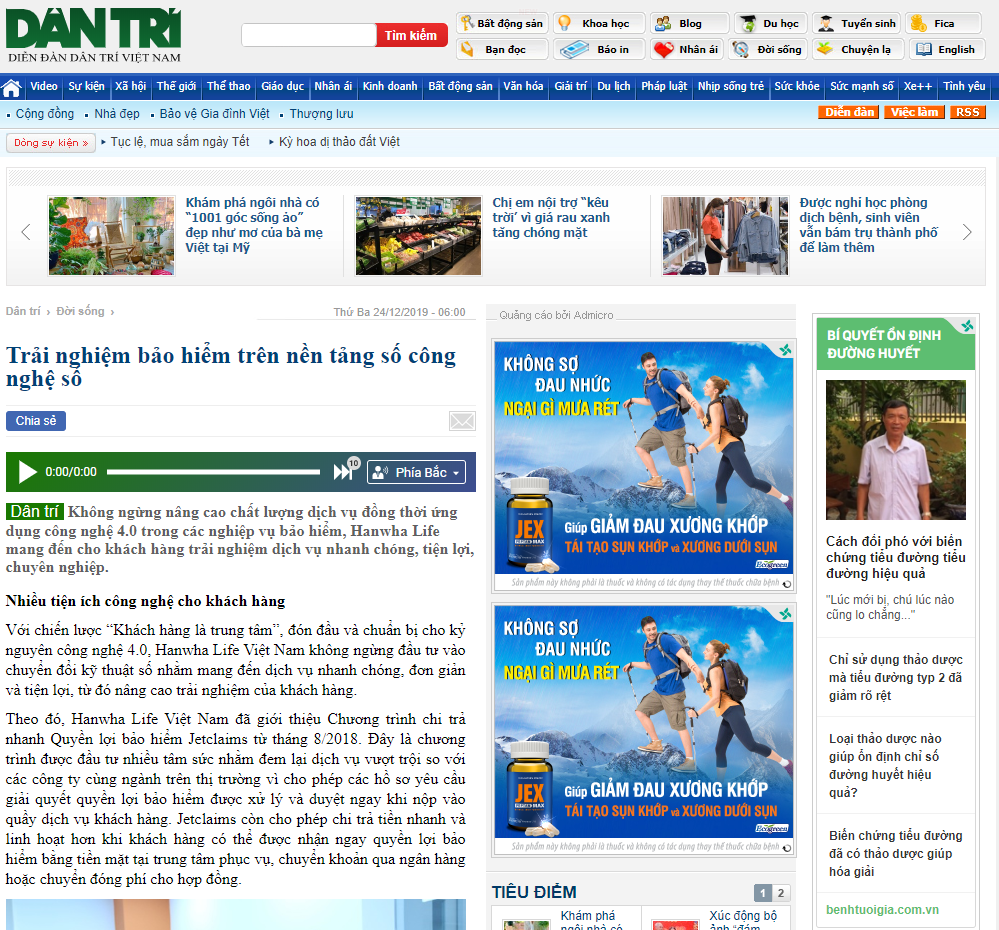 DÂN TRÍ
DIỄN ĐÀN DÂN TRÍ VIỆT NAM
Tìm kiếm
Bất động sản
Khoa học
Blog
Du học
Tuyển sinh
Fica
Bạn đọc
Báo in
Nhân ái
Đời sống
Chuyện lạ
English
Video Sự kiện Xã hội Thế giới Thể thao Giáo dục Nhân ái Kinh doanh Bất động sản Văn hóa Giải trí Du lịch Pháp luật Nhịp sống trẻ Sức khỏe Sức mạnh số Xe++ Tình yêu
Cộng đồng Nhà đẹp Bảo vệ Gia đình Việt Thượng lưu
Diễn đàn Việc làm RSS
Dòng sự kiện » Tục lệ, mua sắm ngày Tết Kỳ hoa dị thảo đất Việt
Khám phá ngôi nhà có
“1001 góc sống ảo”
đẹp như mơ của bà mẹ
Việt tại Mỹ
Chị em nội trợ “kêu
trời’ vì giá rau xanh
tăng chóng mặt
Được nghỉ học phòng
dịch bệnh, sinh viên
vẫn bám trụ thành phố
để làm thêm
Dân trí › Đời sống ›
Thứ Ba 24/12/2019 - 06:00
Trải nghiệm bảo hiểm trên nền tảng số công
nghệ số
Chia sẻ
0:00/0:00
10
Phía Bắc
Dân trí Không ngừng nâng cao chất lượng dịch vụ đồng thời ứng
dụng công nghệ 4.0 trong các nghiệp vụ bảo hiểm, Hanwha Life
mang đến cho khách hàng trải nghiệm dịch vụ nhanh chóng, tiện lợi,
chuyên nghiệp.
Nhiều tiện ích công nghệ cho khách hàng
Với chiến lược “Khách hàng là trung tâm”, đón đầu và chuẩn bị cho kỷ
nguyên công nghệ 4.0, Hanwha Life Việt Nam không ngừng đầu tư vào
chuyển đổi kỹ thuật số nhằm mang đến dịch vụ nhanh chóng, đơn giản
và tiện lợi, từ đó nâng cao trải nghiệm của khách hàng.
Theo đó, Hanwha Life Việt Nam đã giới thiệu Chương trình chi trả
nhanh Quyền lợi bảo hiểm Jetclaims từ tháng 8/2018. Đây là chương
trình được đầu tư nhiều tâm sức nhằm đem lại dịch vụ vượt trội so với
các công ty cùng ngành trên thị trường vì cho phép các hồ sơ yêu cầu
giải quyết quyền lợi bảo hiểm được xử lý và duyệt ngay khi nộp vào
quầy dịch vụ khách hàng. Jetclaims còn cho phép chi trả tiền nhanh và
linh hoạt hơn khi khách hàng có thể được nhận ngay quyền lợi bảo
hiểm bằng tiền mặt tại trung tâm phục vụ, chuyển khoản qua ngân hàng
hoặc chuyển đóng phí cho hợp đồng.
Quảng cáo bởi Admicro
KHÔNG SỢ
ĐAU NHỨC
NGẠI GÌ MƯA RÉT
JEX
Giúp GIẢM ĐAU XƯƠNG KHỚP
TÁI TẠO SỤN KHỚP và XƯƠNG DƯỚI SỤN
Ecogreen
Sản phẩm này không phải là thuốc và không có tác dụng thay thế thuốc chữa bệnh
KHÔNG SỢ
ĐAU NHỨC
NGẠI GÌ MƯA RÉT
JEX
Giúp GIẢM ĐAU XƯƠNG KHỚP
TÁI TẠO SỤN KHỚP và XƯƠNG DƯỚI SỤN
Ecogreen
Sản phẩm này không phải là thuốc và không có tác dụng thay thế thuốc chữa bệnh
TIÊU ĐIỂM
1 2
Khám phá
ngôi nhà có
Xúc động bộ
ảnh “đám
BÍ QUYẾT ỔN ĐỊNH
ĐƯỜNG HUYẾT
Cách đối phó với biến
chứng tiểu đường tiểu
đường hiệu quả
"Lúc mới bị, chú lúc nào
cũng lo chẳng..."
Chỉ sử dụng thảo dược
mà tiểu đường typ 2 đã
giảm rõ rệt
Loại thảo dược nào
giúp ổn định chỉ số
đường huyết hiệu
quả?
Biến chứng tiểu đường
đã có thảo dược giúp
hóa giải
benhtuoigia.com.vn